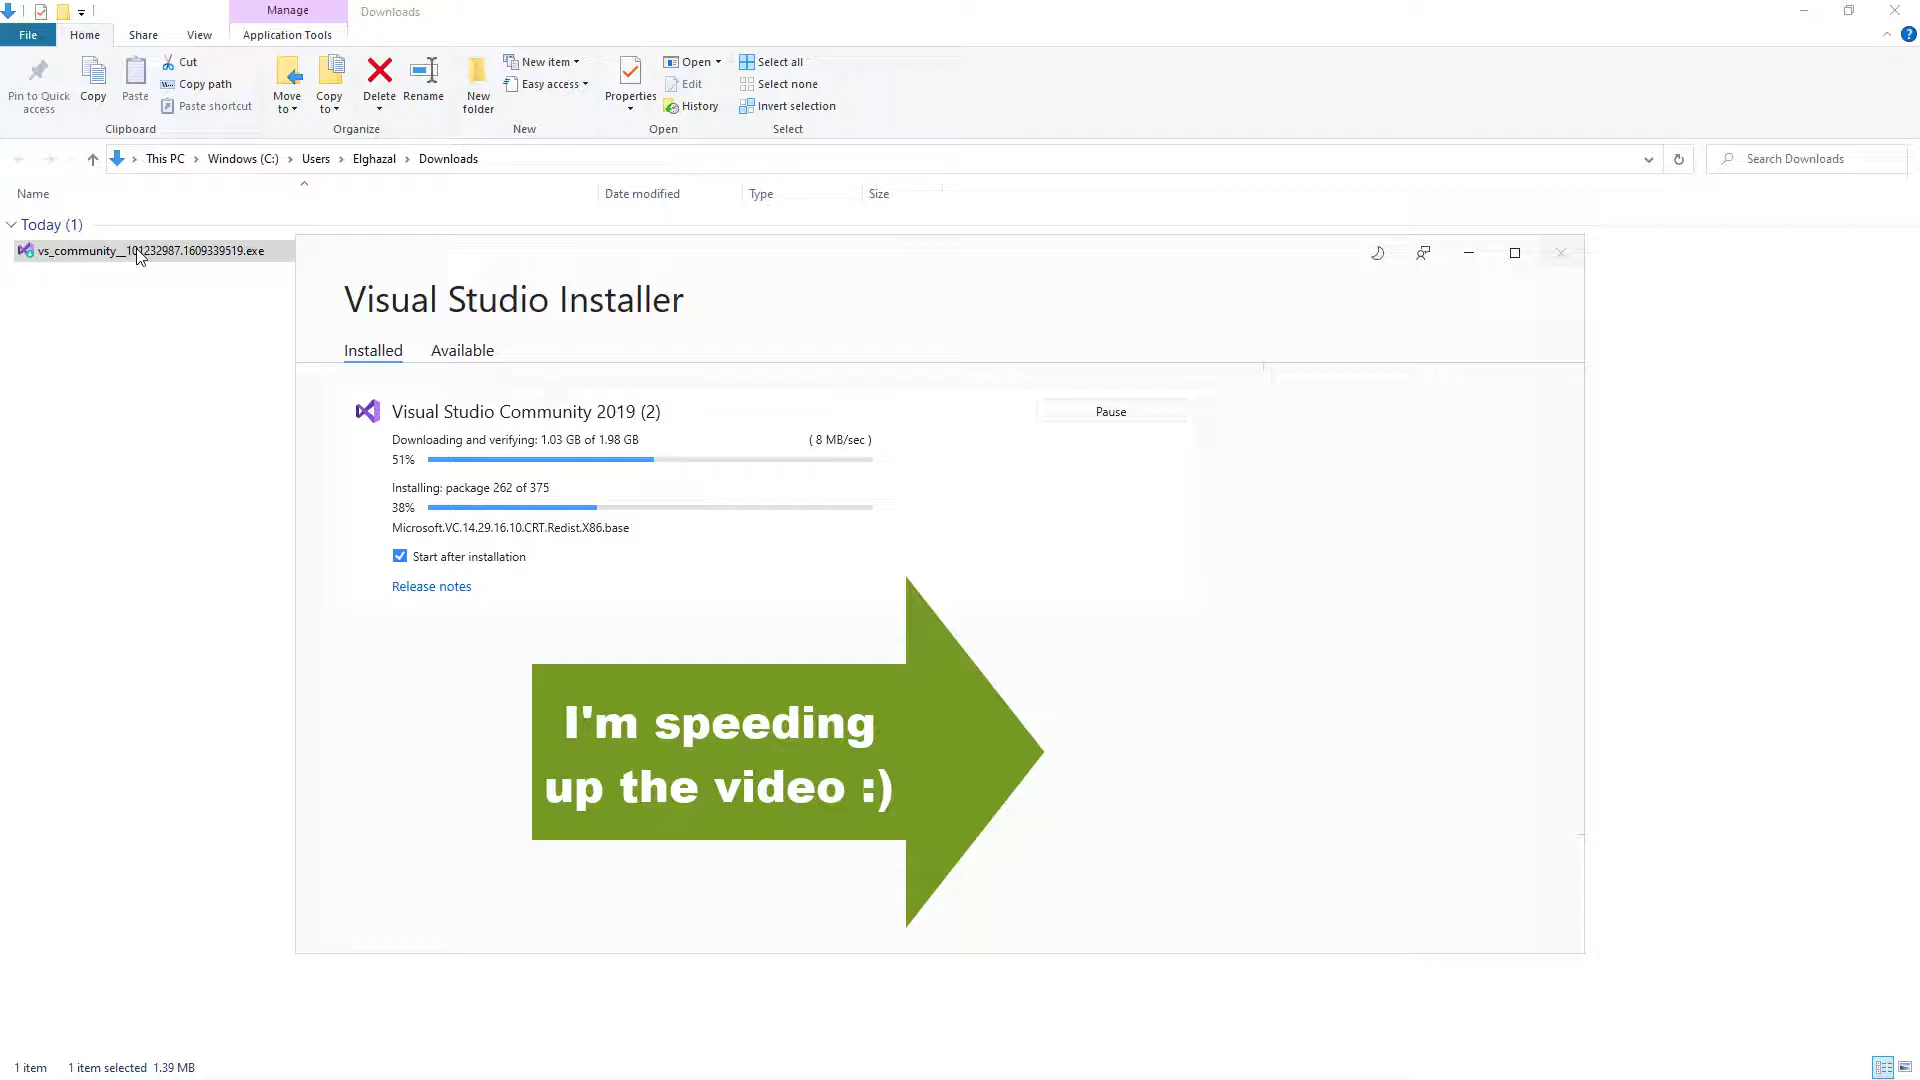 Manage
Downloads
File
Home
Share
View
Application Tools
Pin to Quick access
Copy
Paste
Cut
Copy path
Paste shortcut
Clipboard
Move to
Copy to
Delete
Rename
Organize
New folder
New item
Easy access
New
Properties
Open
Edit
History
Open
Select all
Select none
Invert selection
Select
This PC
Windows (C:)
Users
Elghazal
Downloads
Search Downloads
Name
Date modified
Type
Size
Today (1)
vs_community__101232987.1609339519.exe
Visual Studio Installer
Installed
Available
Visual Studio Community 2019 (2)
Pause
Downloading and verifying: 1.03 GB of 1.98 GB
( 8 MB/sec )
51%
Installing: package 262 of 375
38%
Microsoft.VC.14.29.16.10.CRT.Redist.X86.base
Start after installation
Release notes
I'm speeding
up the video :)
1 item
1 item selected 1.39 MB